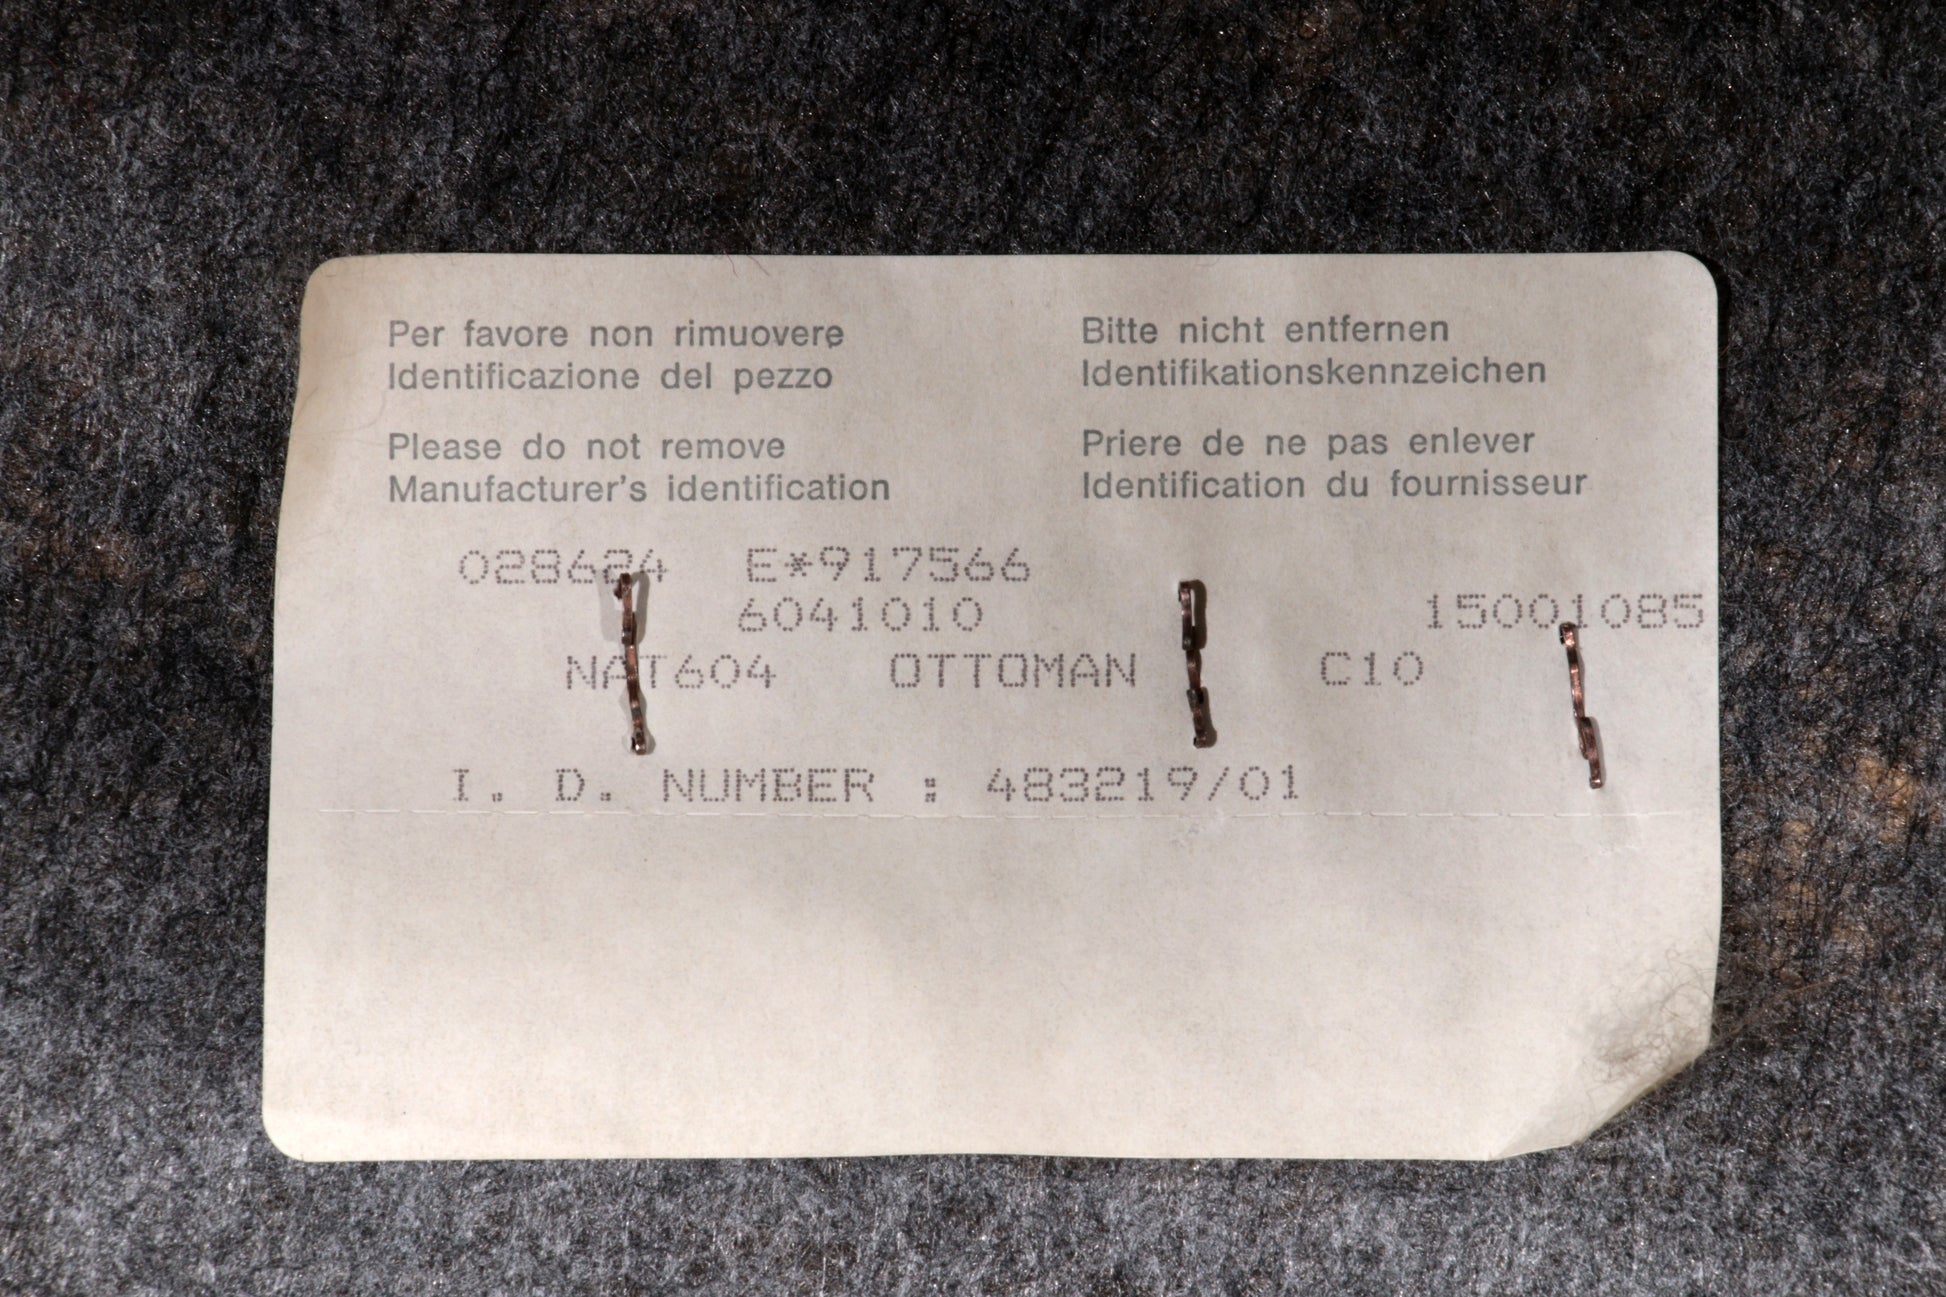 Per favore non rimuovere
Identificazione del pezzo
Bitte nicht entfernen
Identifikationskennzeichen
Please do not remove
Manufacturer's identification
Priere de ne pas enlever
Identification du fournisseur
028624 E*917566
6041010 15001085
NAT604 OTTOMAN C10
I. D. NUMBER : 483219/01